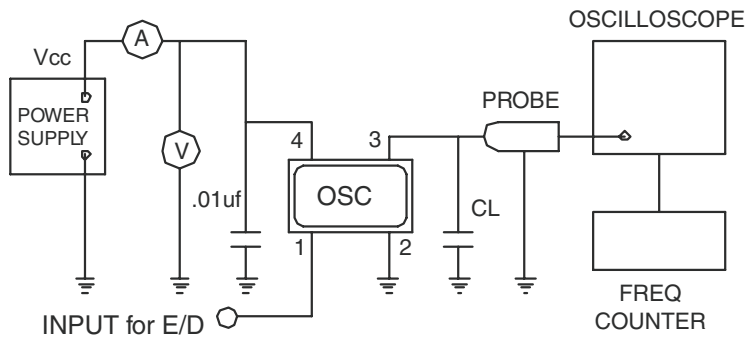 OSCILLOSCOPE
A
Vcc
PROBE
POWER
SUPPLY
4
3
V
OSC
.01uf
CL
1
2
INPUT for E/D
FREQ
COUNTER